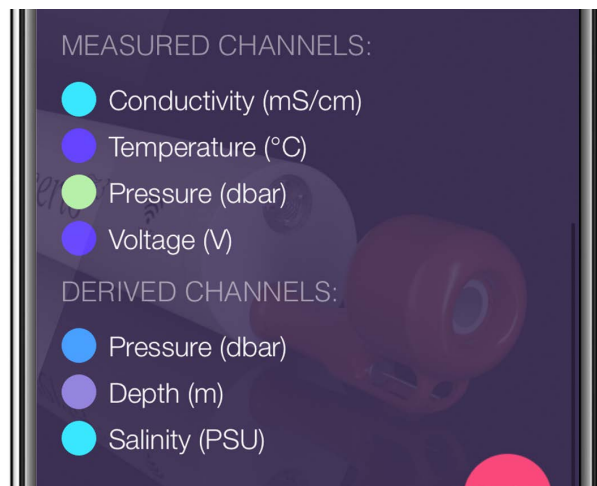 MEASURED CHANNELS:
Conductivity (mS/cm)
Temperature (°C)
Pressure (dbar)
Voltage (V)
DERIVED CHANNELS:
Pressure (dbar)
Depth (m)
Salinity (PSU)